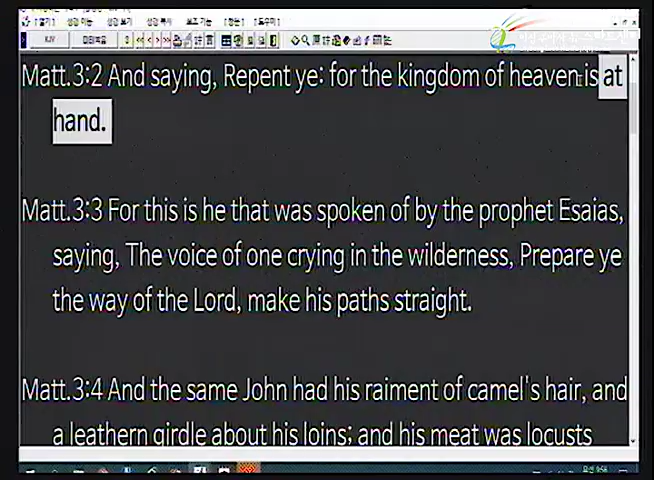 KJV
Matt.3:2 And saying, Repent ye: for the kingdom of heaven is at
hand.
Matt.3:3 For this is he that was spoken of by the prophet Esaias,
saying, The voice of one crying in the wilderness, Prepare ye
the way of the Lord, make his paths straight.
Matt.3:4 And the same John had his raiment of camel's hair, and
a leathern girdle about his loins; and his meat was locusts